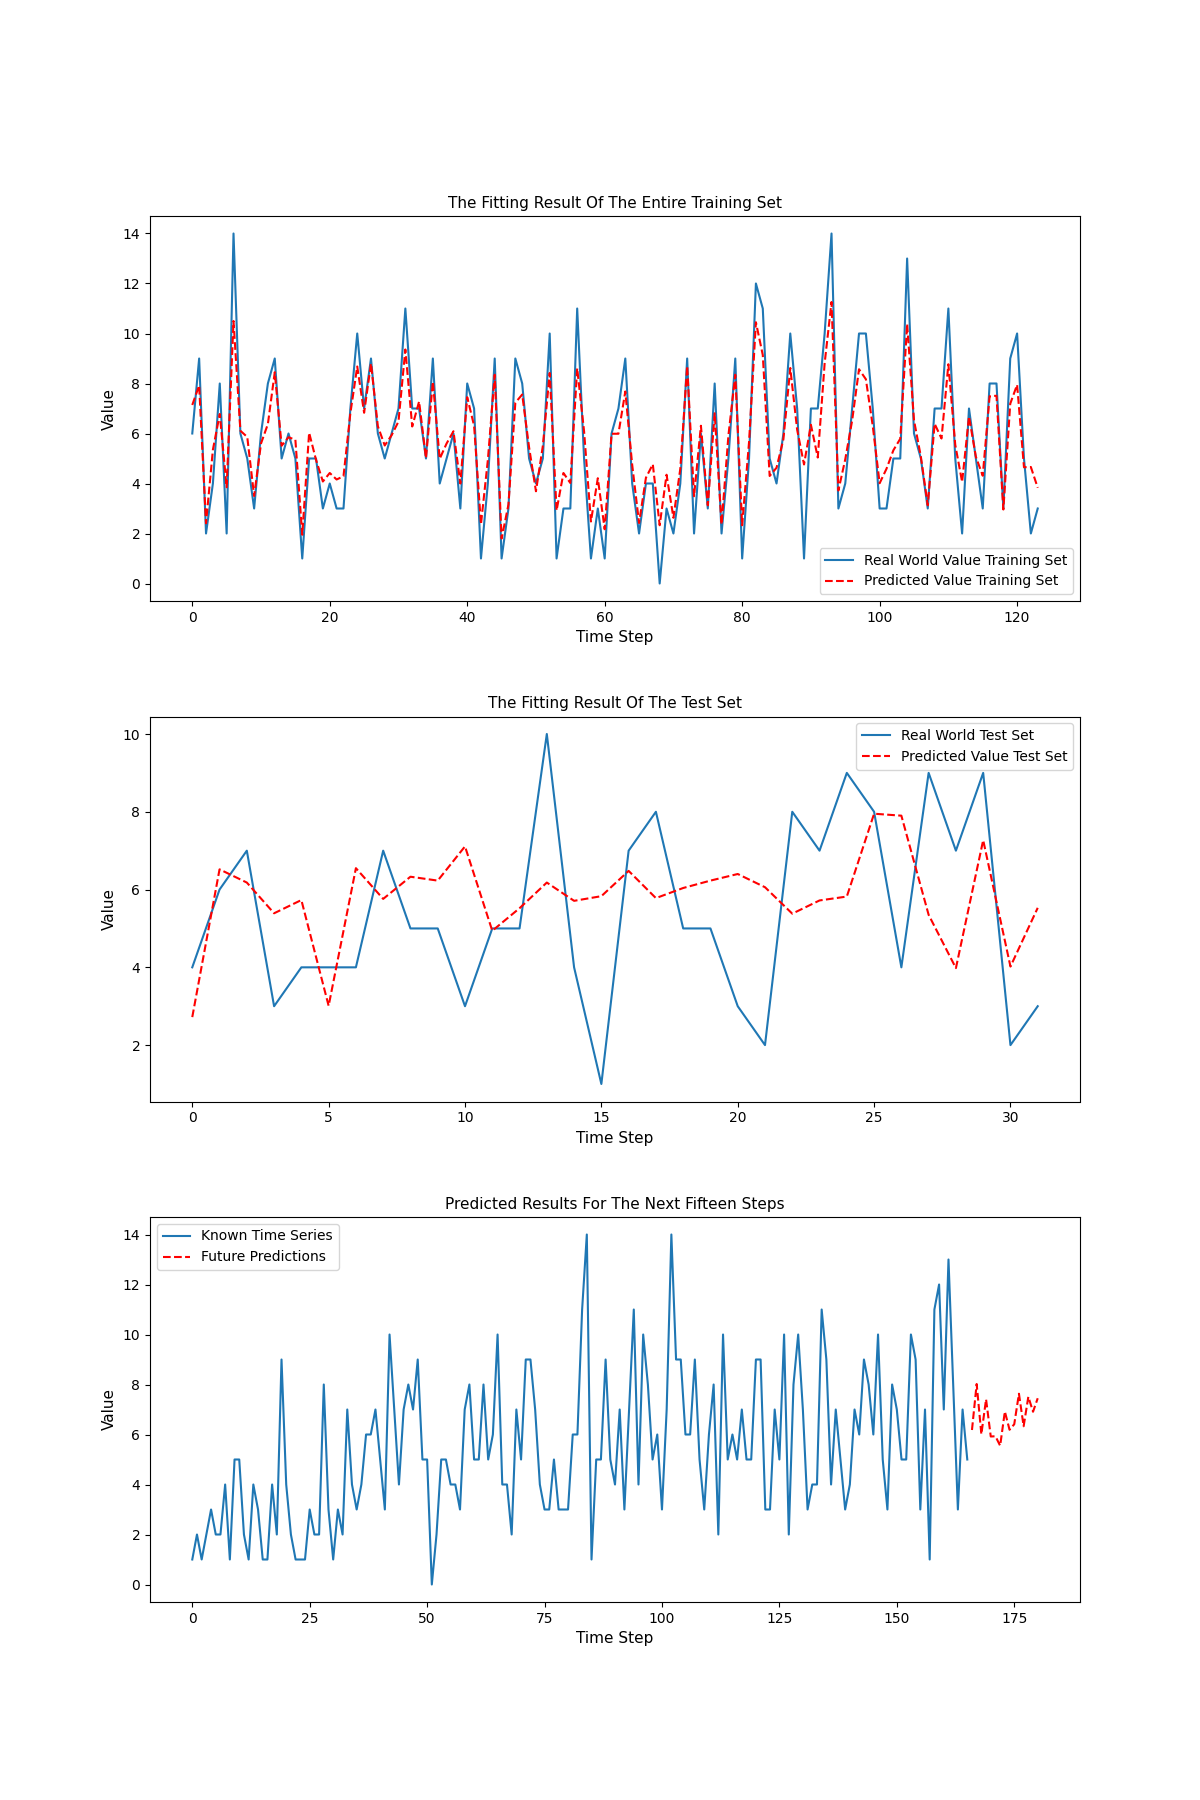 The Fitting Result Of The Entire Training Set
14
12
10
8
6
4
2
0
Value
Real World Value Training Set
Predicted Value Training Set
0 20 40 60 80 100 120
Time Step
The Fitting Result Of The Test Set
10
8
6
4
2
Value
Real World Test Set
Predicted Value Test Set
0 5 10 15 20 25 30
Time Step
Predicted Results For The Next Fifteen Steps
14
12
10
8
6
4
2
0
Value
Known Time Series
Future Predictions
0 25 50 75 100 125 150 175
Time Step